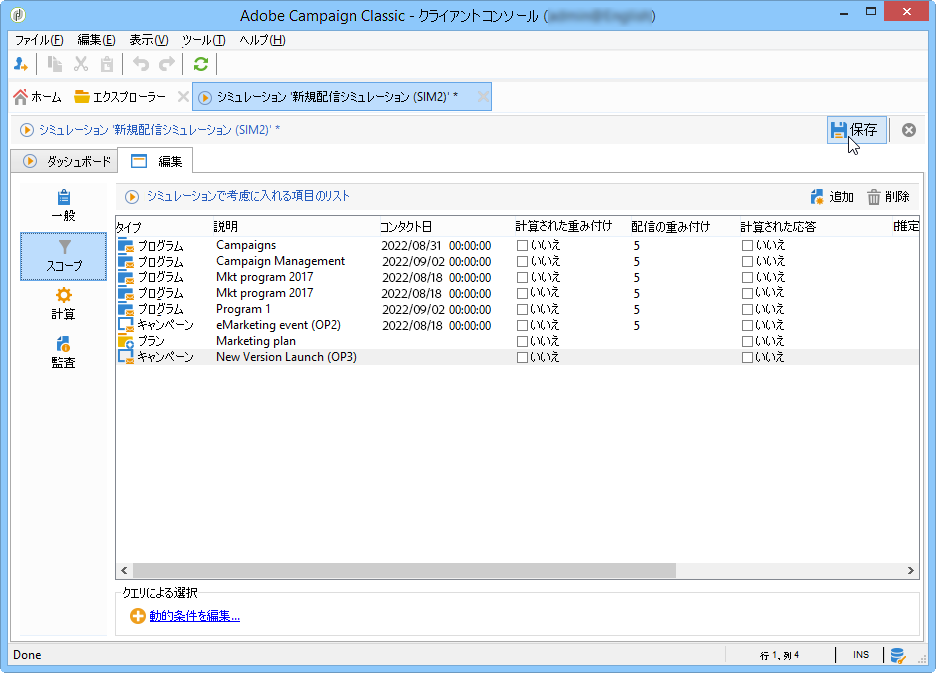 Adobe Campaign Classic - クライアントコンソール ()
ファイル(F) 編集(E) 表示(V) ツール(T) ヘルプ(H)
ホーム エクスプローラー シミュレーション '新規配信シミュレーション (SIM2)' *
シミュレーション '新規配信シミュレーション (SIM2)' * 保存
ダッシュボード 編集
一般
スコープ
計算
監査
シミュレーションで考慮に入れる項目のリスト 追加 削除
タイプ 説明 コンタクト日 計算された重み付け 配信の重み付け 計算された応答 推定
プログラム Campaigns 2022/08/31 00:00:00 いいえ 5 いいえ
プログラム Campaign Management 2022/09/02 00:00:00 いいえ 5 いいえ
プログラム Mkt program 2017 2022/08/18 00:00:00 いいえ 5 いいえ
プログラム Mkt program 2017 2022/08/18 00:00:00 いいえ 5 いいえ
プログラム Program 1 2022/09/02 00:00:00 いいえ 5 いいえ
キャンペーン eMarketing event (OP2) 2022/08/18 00:00:00 いいえ 5 いいえ
プラン Marketing plan いいえ いいえ
キャンペーン New Version Launch (OP3) いいえ いいえ
クエリによる選択
動的条件を編集...
Done 行 1, 列 4 INS